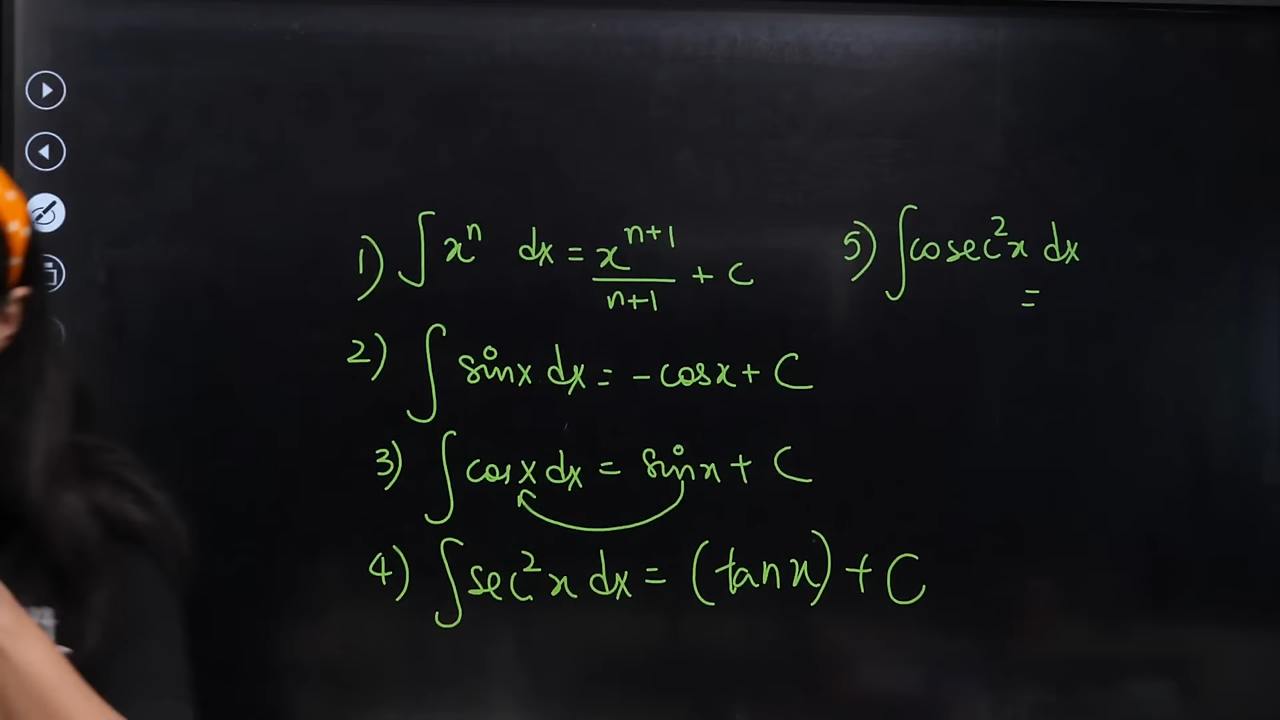 1) ∫ xⁿ dx = xⁿ⁺¹/n+1 + C
2) ∫ sinx dx = -cosx + C
3) ∫ cosx dx = sinx + C
4) ∫ sec²x dx = (tanx) + C
5) ∫ cosec²x dx
=